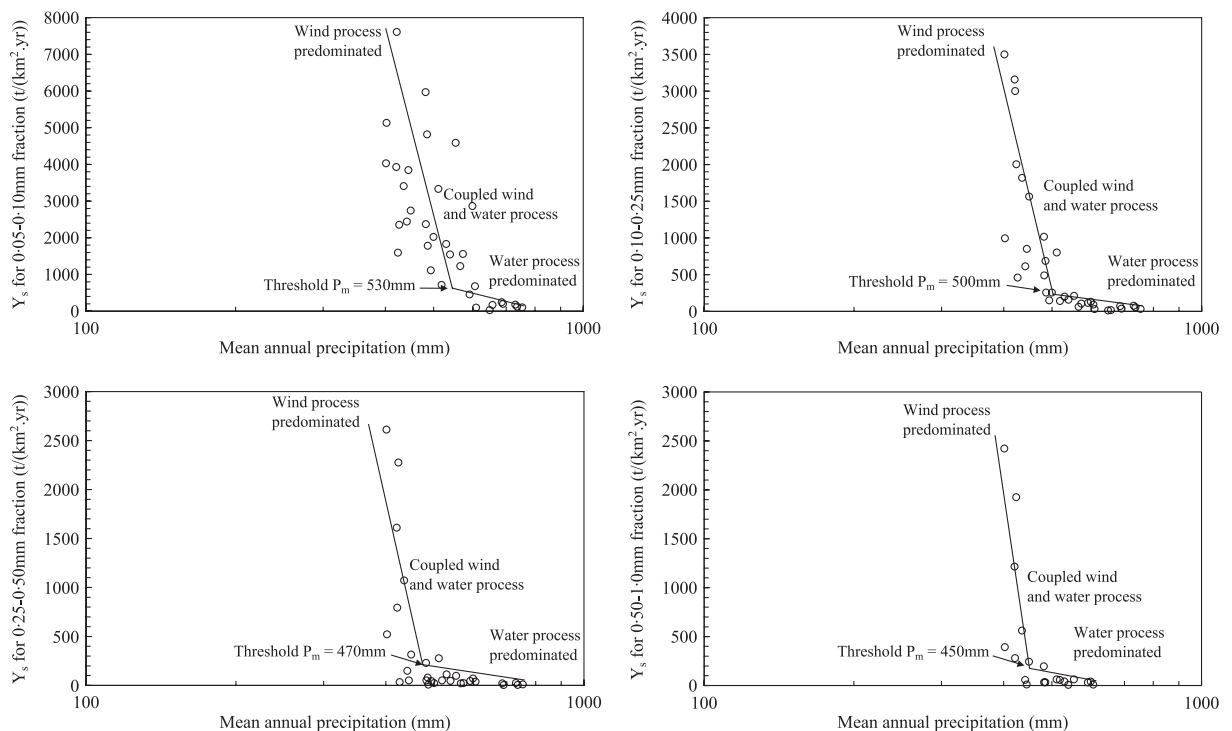 8000
7000
6000
5000
4000
3000
2000
1000
0
Y_s for 0·05-0·10mm fraction (t/(km².yr))
Wind process
predominated
Coupled wind
and water process
Water process
predominated
Threshold P_m = 530mm
100
1000
Mean annual precipitation (mm)
4000
3500
3000
2500
2000
1500
1000
500
0
Y_s for 0·10-0·25mm fraction (t/(km².yr))
Wind process
predominated
Coupled wind
and water process
Water process
predominated
Threshold P_m = 500mm
100
1000
Mean annual precipitation (mm)
3000
2500
2000
1500
1000
500
0
Y_s for 0·25-0·50mm fraction (t/(km².yr))
Wind process
predominated
Coupled wind
and water process
Water process
predominated
Threshold P_m = 470mm
100
1000
Mean annual precipitation (mm)
3000
2500
2000
1500
1000
500
0
Y_s for 0·50-1·0mm fraction (t/(km².yr))
Wind process
predominated
Coupled wind
and water process
Water process
predominated
Threshold P_m = 450mm
100
1000
Mean annual precipitation (mm)